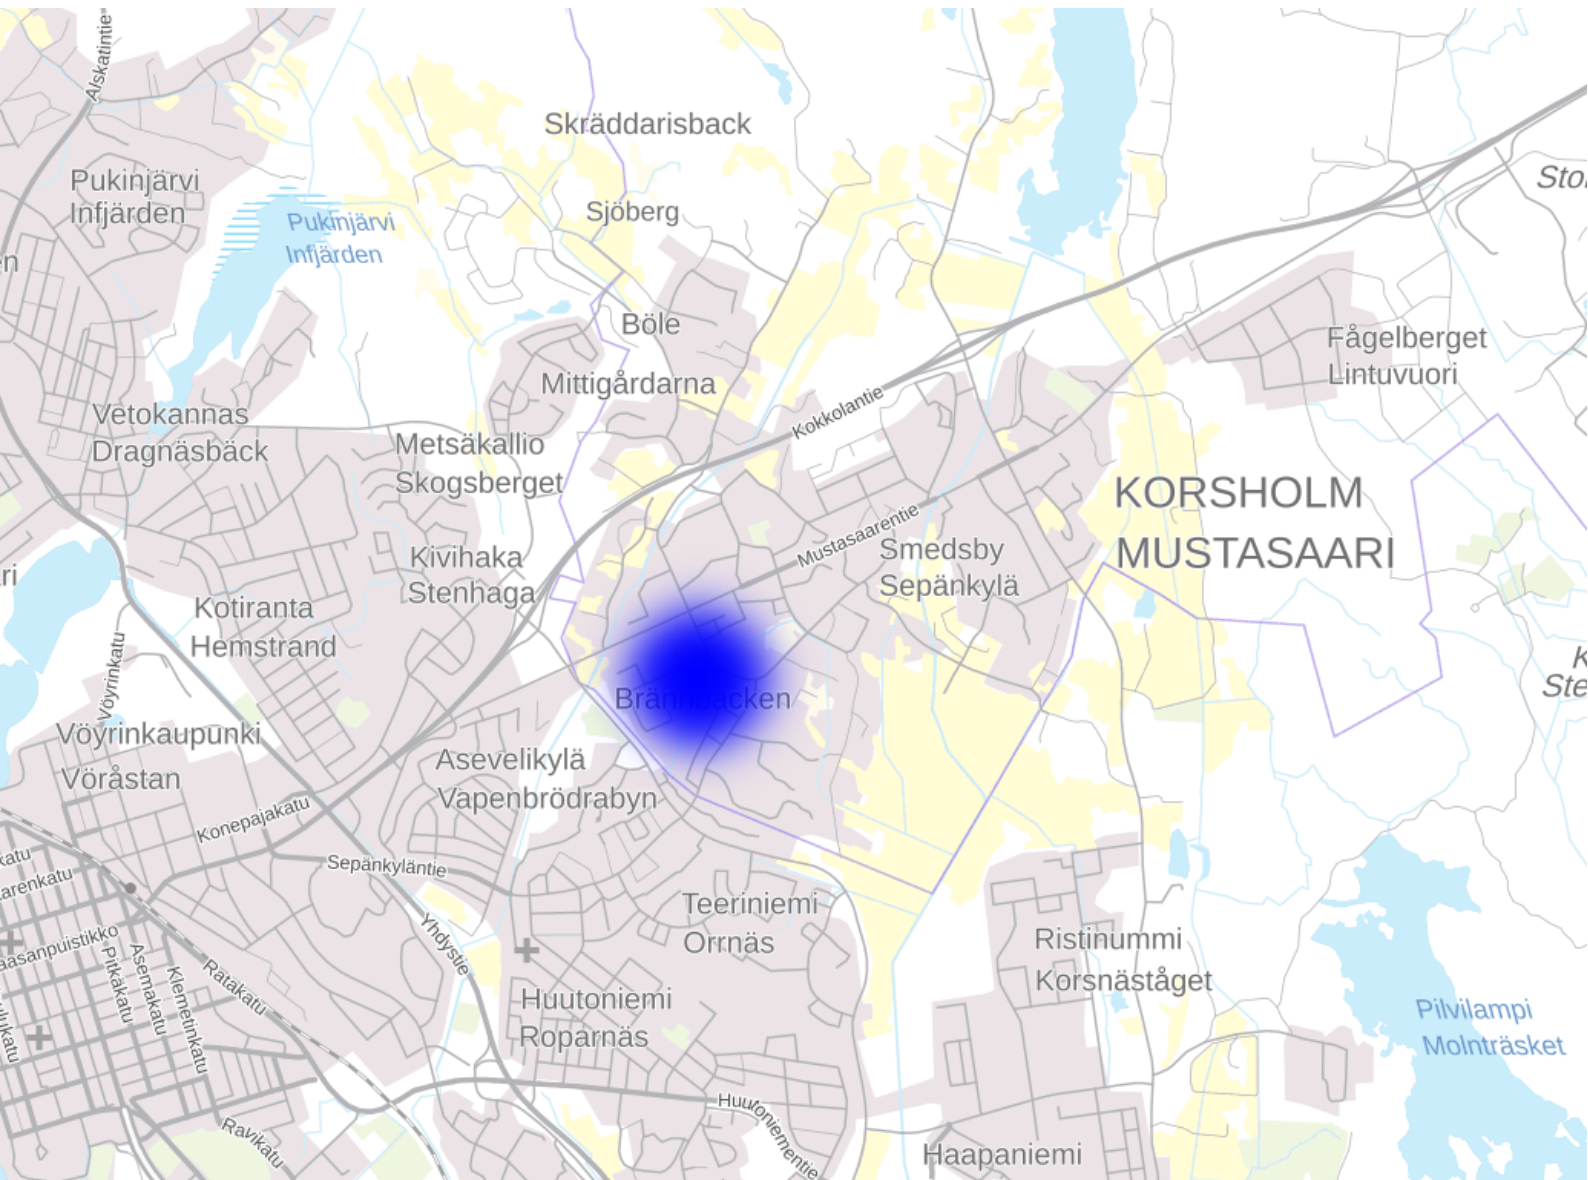 Alskatintie
Skräddarisback
Pukinjärvi
Infjärden
Sjöberg
Pukinjärvi
Infjärden
Böle
Fågelberget
Lintuvuori
Mittigårdarna
Kokkolantie
Vetokannas
Dragnäsbäck
Metsäkallio
Skogsberget
KORSHOLM
MUSTASAARI
Mustasaarentie
Smedsby
Sepänkylä
Kivihaka
Stenhaga
Kotiranta
Hemstrand
Vöyrinkatu
Brännbacken
Vöyrinkaupunki
Vöråstan
Asevelikylä
Vapenbrödrabyn
Konepajakatu
Sepänkyläntie
Teeriniemi
Orrnäs
Yhdystie
Ristinummi
Korsnäståget
Pitkäkatu
Asemakatu
Klemetinkatu
Ratakatu
Huutoniemi
Roparnäs
Pilvilampi
Molnträsket
Huutoniementie
Ravikatu
Haapaniemi